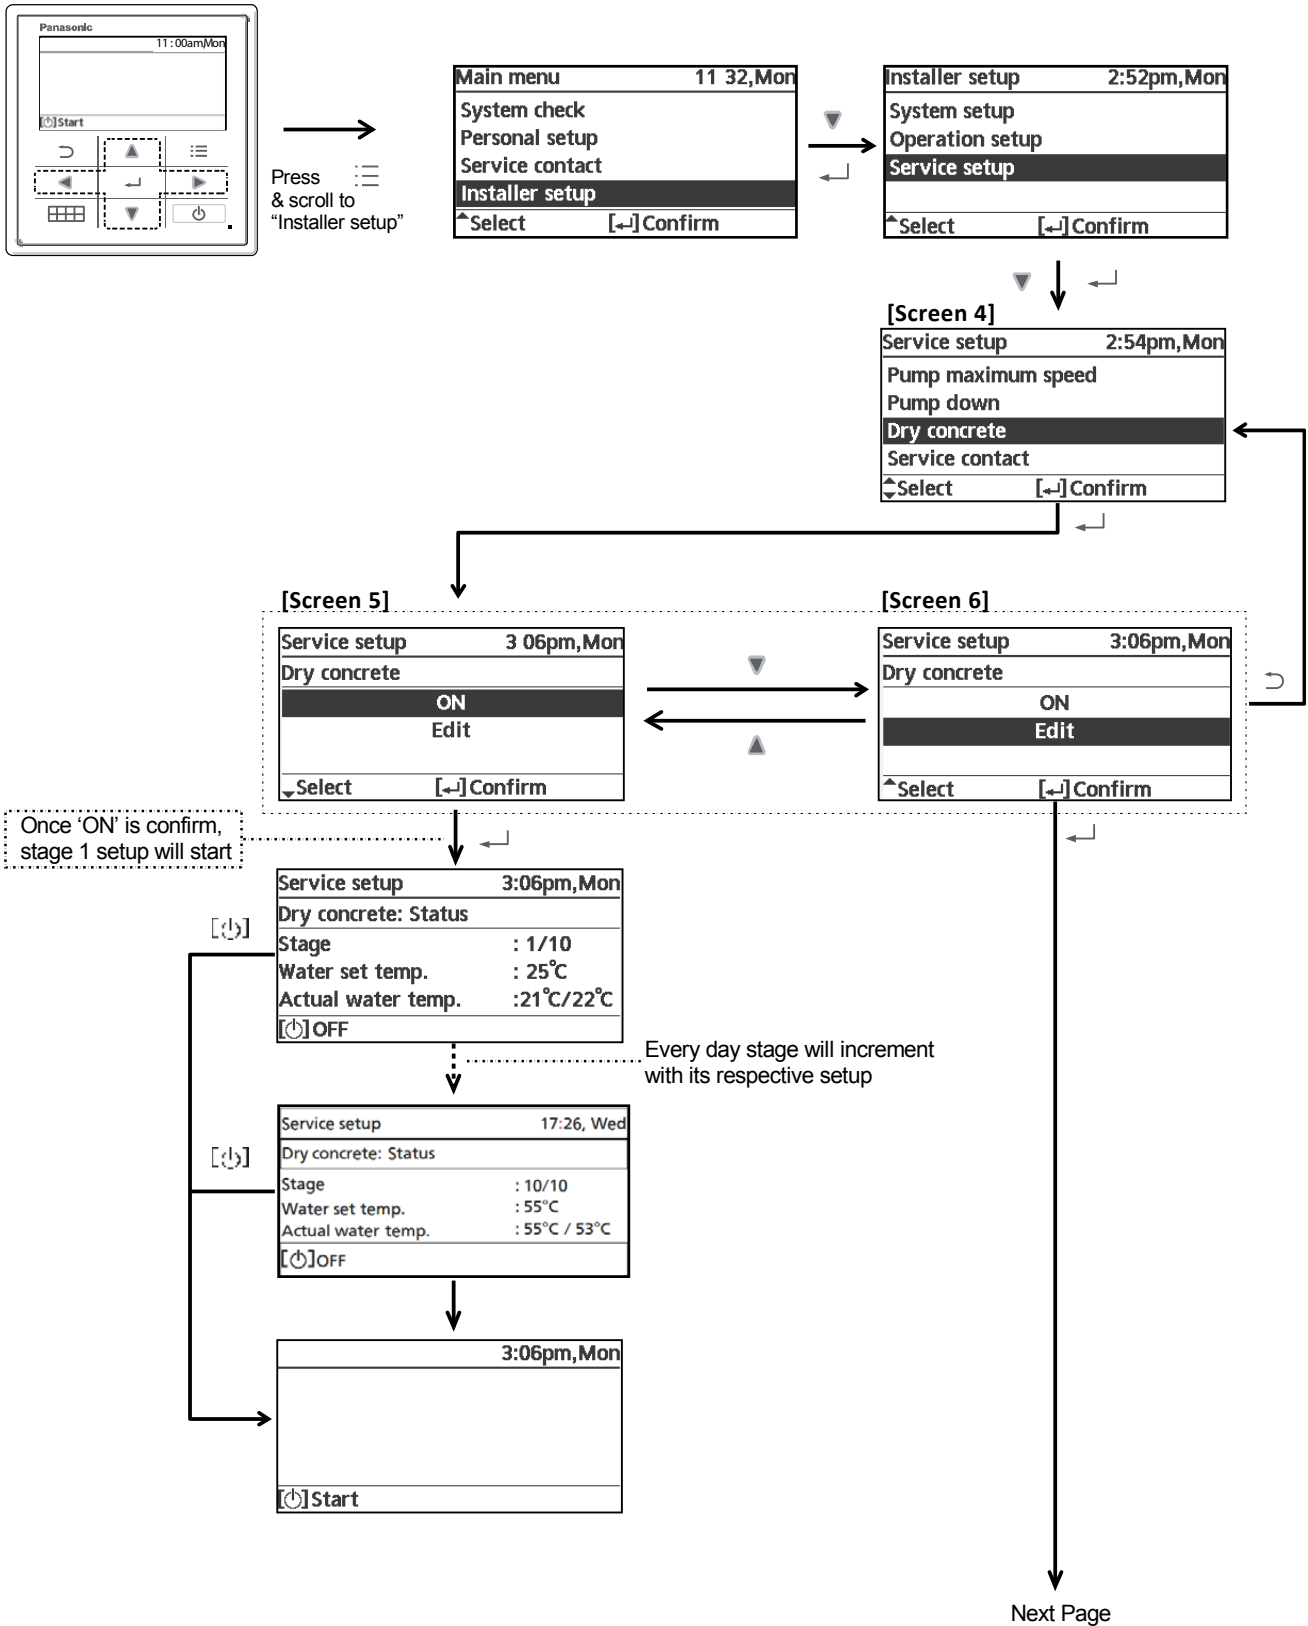 Panasonic
11:00am,Mon
[⏻]Start
Press
& scroll to
“Installer setup”
Main menu 11 32,Mon
System check
Personal setup
Service contact
Installer setup
Select [↵]Confirm
Installer setup 2:52pm,Mon
System setup
Operation setup
Service setup
Select [↵]Confirm
[Screen 4]
Service setup 2:54pm,Mon
Pump maximum speed
Pump down
Dry concrete
Service contact
Select [↵]Confirm
[Screen 5]
Service setup 3 06pm,Mon
Dry concrete
ON
Edit
Select [↵]Confirm
[Screen 6]
Service setup 3:06pm,Mon
Dry concrete
ON
Edit
Select [↵]Confirm
Once ‘ON’ is confirm,
stage 1 setup will start
Service setup 3:06pm,Mon
Dry concrete: Status
Stage : 1/10
Water set temp. : 25°C
Actual water temp. :21°C/22°C
[⏻]OFF
[⏻]
Every day stage will increment
with its respective setup
Service setup 17:26, Wed
Dry concrete: Status
Stage : 10/10
Water set temp. : 55°C
Actual water temp. : 55°C / 53°C
[⏻]OFF
[⏻]
3:06pm,Mon
[⏻]Start
Next Page